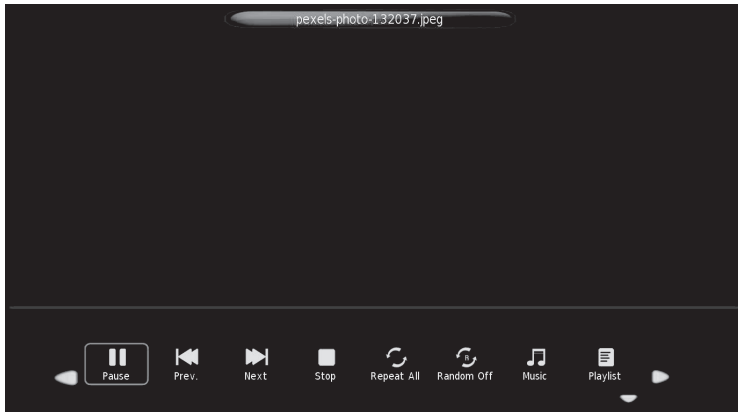 pexels-photo-132037.jpeg
Pause
Prev.
Next
Stop
Repeat All
R
Random Off
Music
Playlist